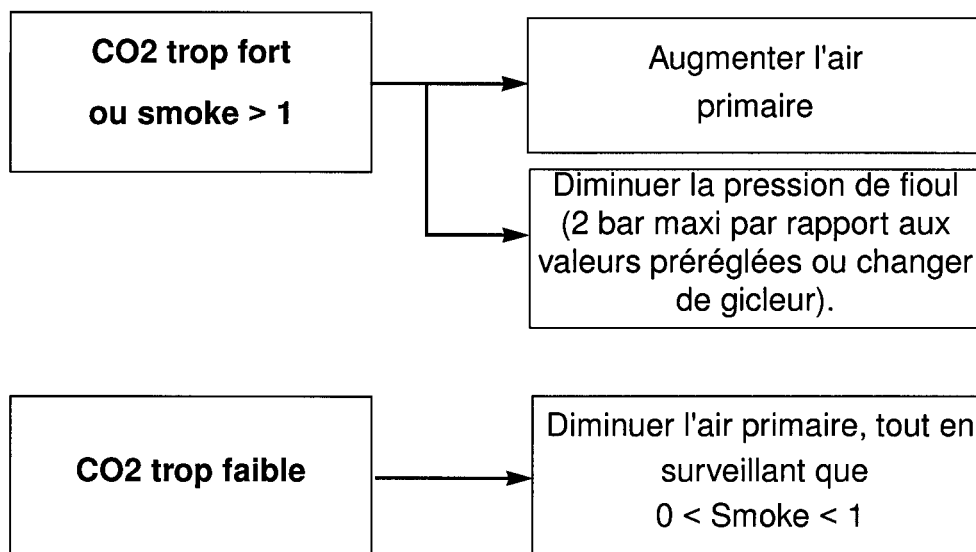 CO2 trop fort
ou smoke > 1
Augmenter l'air
primaire
Diminuer la pression de fioul
(2 bar maxi par rapport aux
valeurs préréglées ou changer
de gicleur).
CO2 trop faible
Diminuer l'air primaire, tout en
surveillant que
0 < Smoke < 1